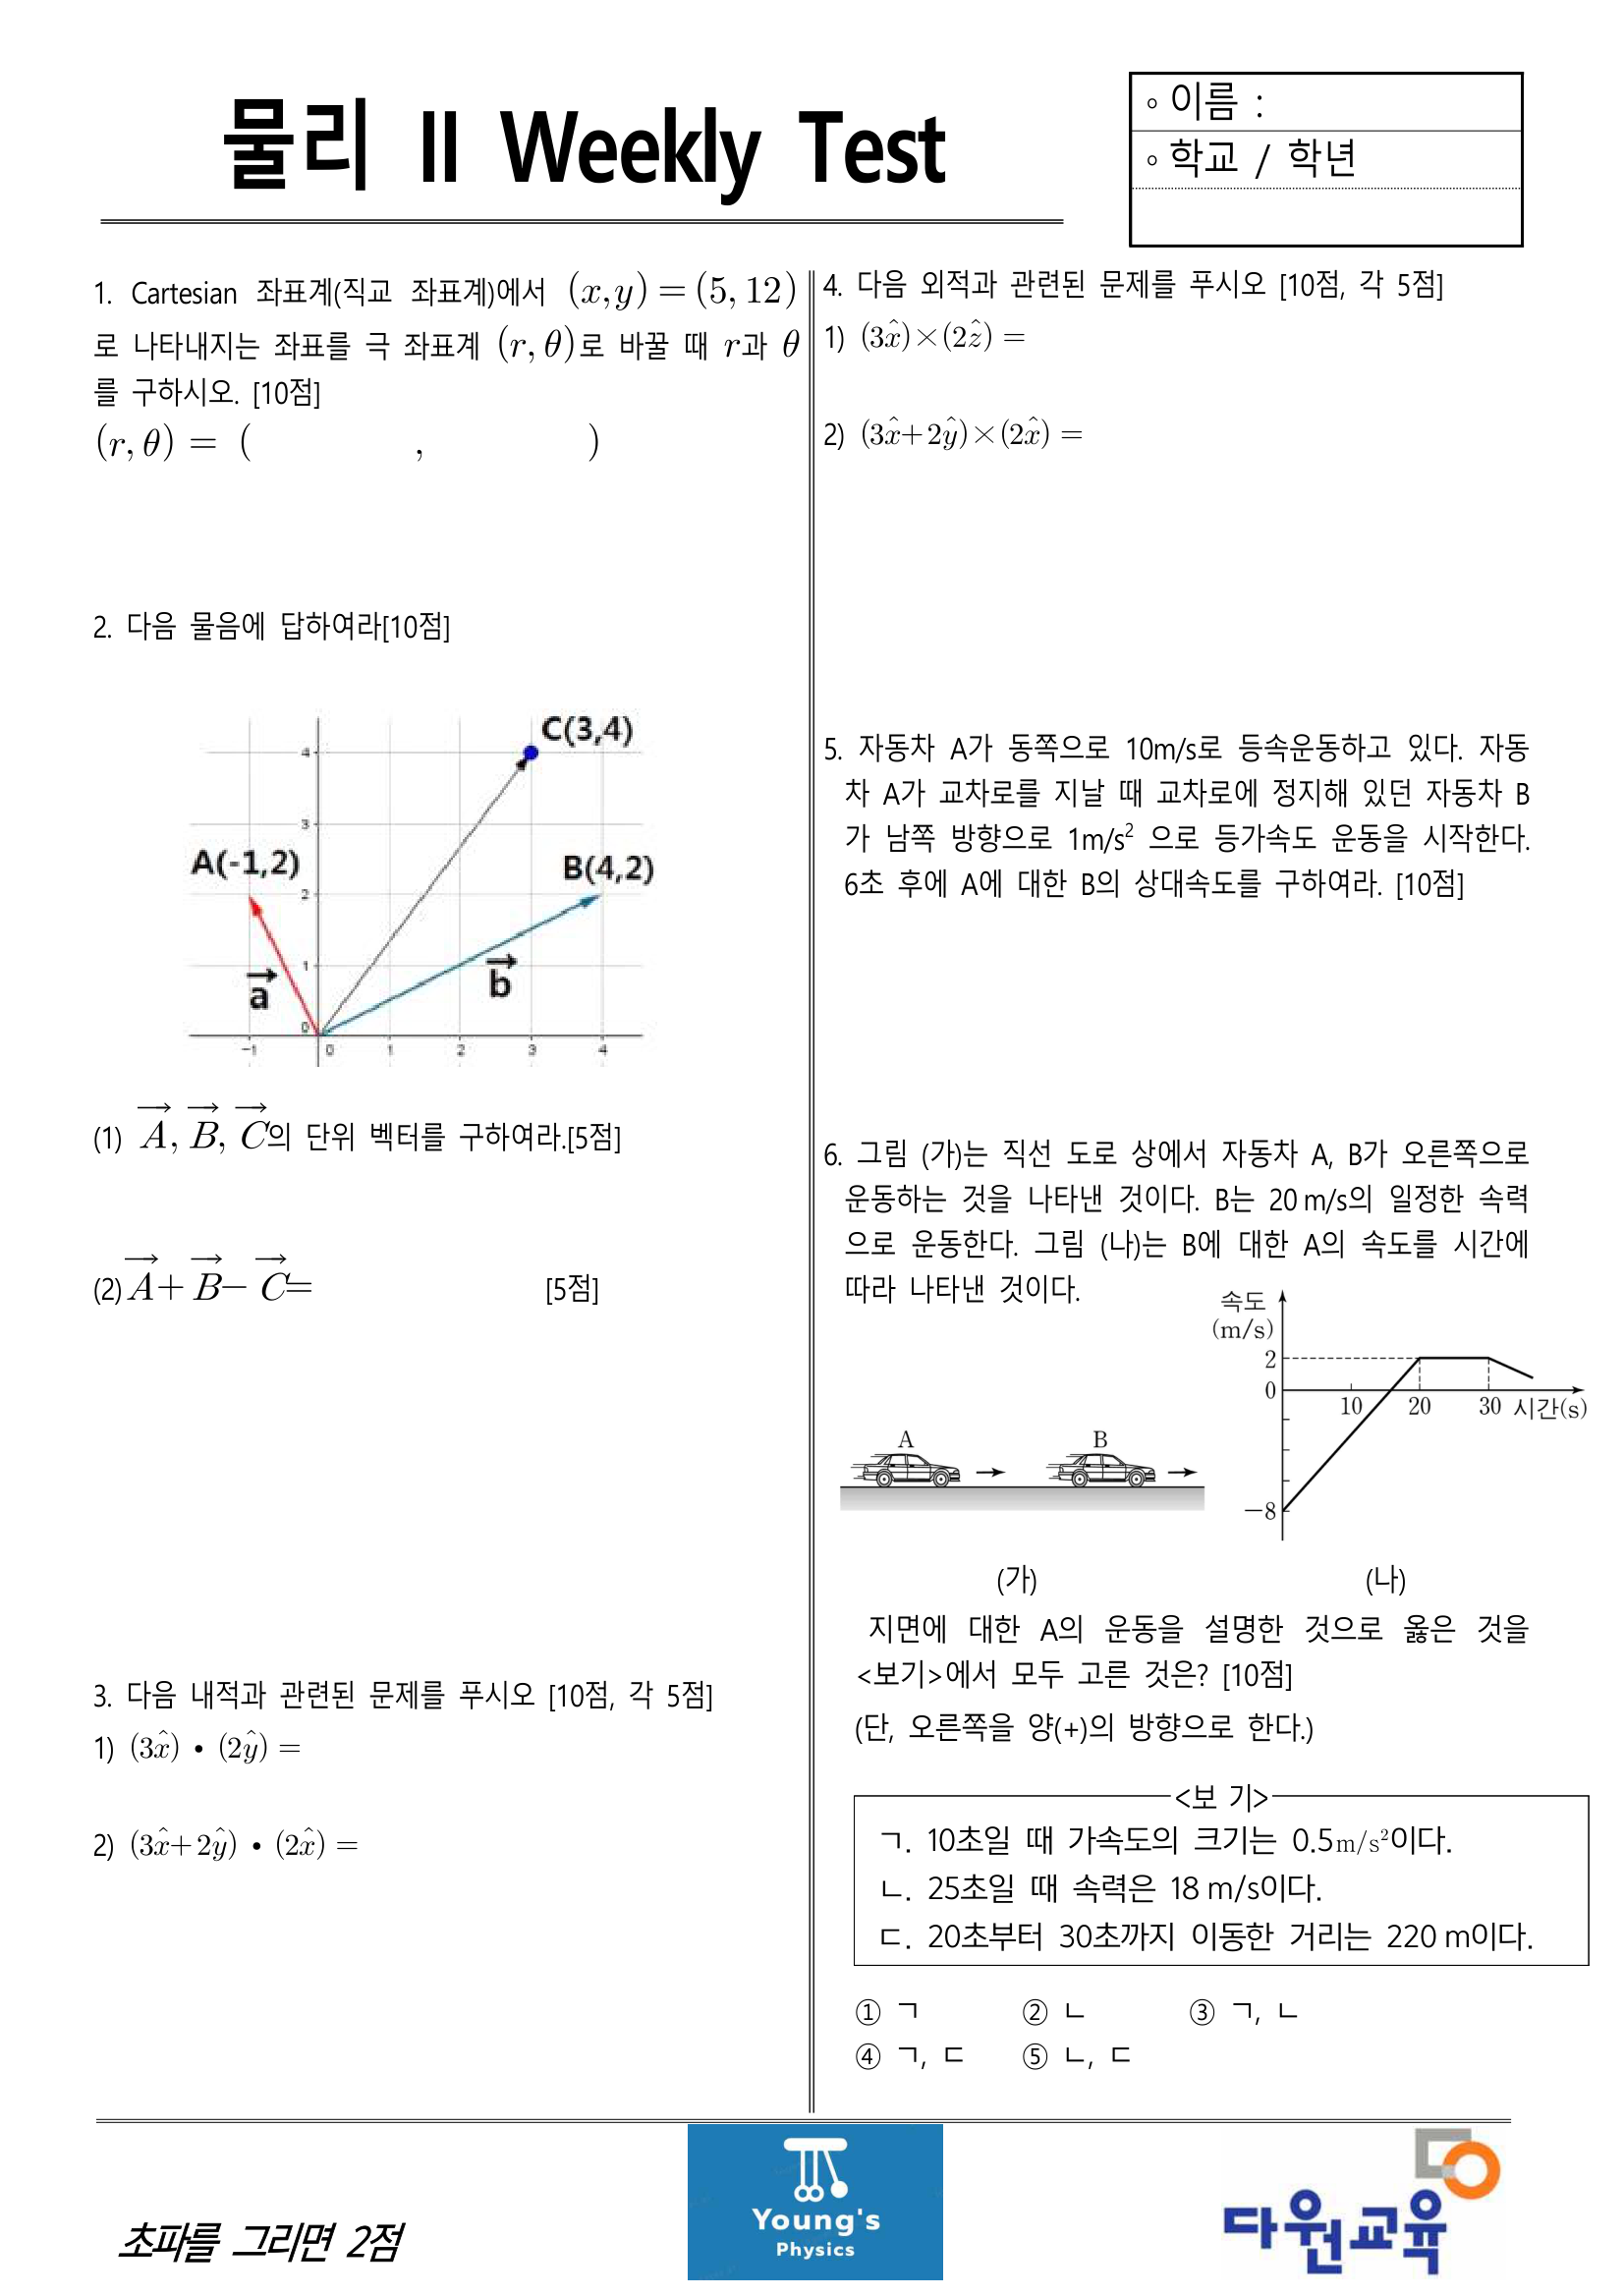 물리 II Weekly Test
◦ 이름 :
◦ 학교 / 학년
1. Cartesian 좌표계(직교 좌표계)에서 (x,y)=(5,12)
로 나타내지는 좌표를 극 좌표계 (r,θ)로 바꿀 때 r과 θ
를 구하시오. [10점]
(r,θ) = ( , )
2. 다음 물음에 답하여라[10점]
C(3,4)
A(-1,2)
B(4,2)
a
b
4
3
2
1
0
-1 0 1 2 3 4
(1) A, B, C의 단위 벡터를 구하여라.[5점]
(2) A+B-C= [5점]
3. 다음 내적과 관련된 문제를 푸시오 [10점, 각 5점]
1) (3x̂)•(2ŷ) =
2) (3x̂+2ŷ)•(2x̂) =
4. 다음 외적과 관련된 문제를 푸시오 [10점, 각 5점]
1) (3x̂)×(2ẑ) =
2) (3x̂+2ŷ)×(2x̂) =
5. 자동차 A가 동쪽으로 10m/s로 등속운동하고 있다. 자동
차 A가 교차로를 지날 때 교차로에 정지해 있던 자동차 B
가 남쪽 방향으로 1m/s² 으로 등가속도 운동을 시작한다.
6초 후에 A에 대한 B의 상대속도를 구하여라. [10점]
6. 그림 (가)는 직선 도로 상에서 자동차 A, B가 오른쪽으로
운동하는 것을 나타낸 것이다. B는 20m/s의 일정한 속력
으로 운동한다. 그림 (나)는 B에 대한 A의 속도를 시간에
따라 나타낸 것이다.
속도
(m/s)
2
0
10 20 30 시간(s)
-8
A B
(가) (나)
지면에 대한 A의 운동을 설명한 것으로 옳은 것을
<보기>에서 모두 고른 것은? [10점]
(단, 오른쪽을 양(+)의 방향으로 한다.)
<보 기>
ㄱ. 10초일 때 가속도의 크기는 0.5m/s²이다.
ㄴ. 25초일 때 속력은 18m/s이다.
ㄷ. 20초부터 30초까지 이동한 거리는 220m이다.
① ㄱ ② ㄴ ③ ㄱ, ㄴ
④ ㄱ, ㄷ ⑤ ㄴ, ㄷ
초파를 그리면 2점
Young's
Physics
다원교육